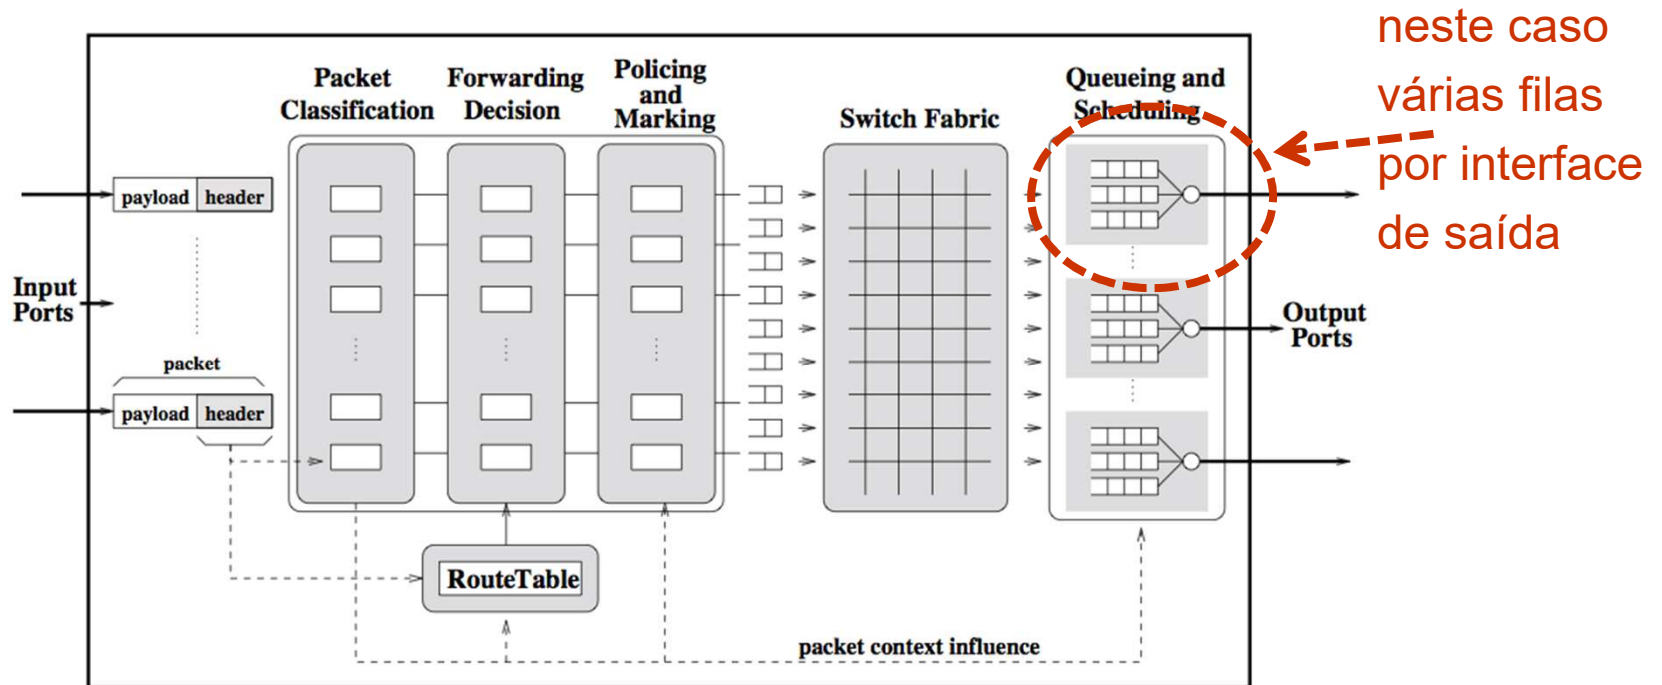 neste caso
várias filas
por interface
de saída
Packet
Classification
Forwarding
Decision
Policing
and
Marking
Switch Fabric
Queueing and
Scheduling
payload header
Input
Ports
packet
payload header
Output
Ports
RouteTable
packet context influence